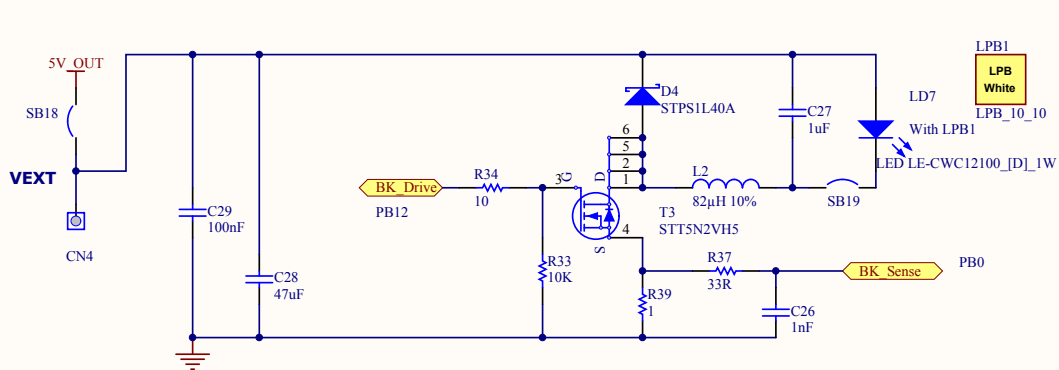 5V_OUT
SB18
VEXT
CN4
C29
100nF
C28
47uF
BK_Drive
PB12
R34
10
R33
10K
3
G
D
S
6
5
2
1
4
T3
STT5N2VH5
D4
STPS1L40A
L2
82µH 10%
C27
1uF
SB19
LD7
With LPB1
LED LE-CWC12100_[D]_1W
LPB1
LPB
White
LPB_10_10
R37
33R
R39
1
C26
1nF
BK_Sense
PB0